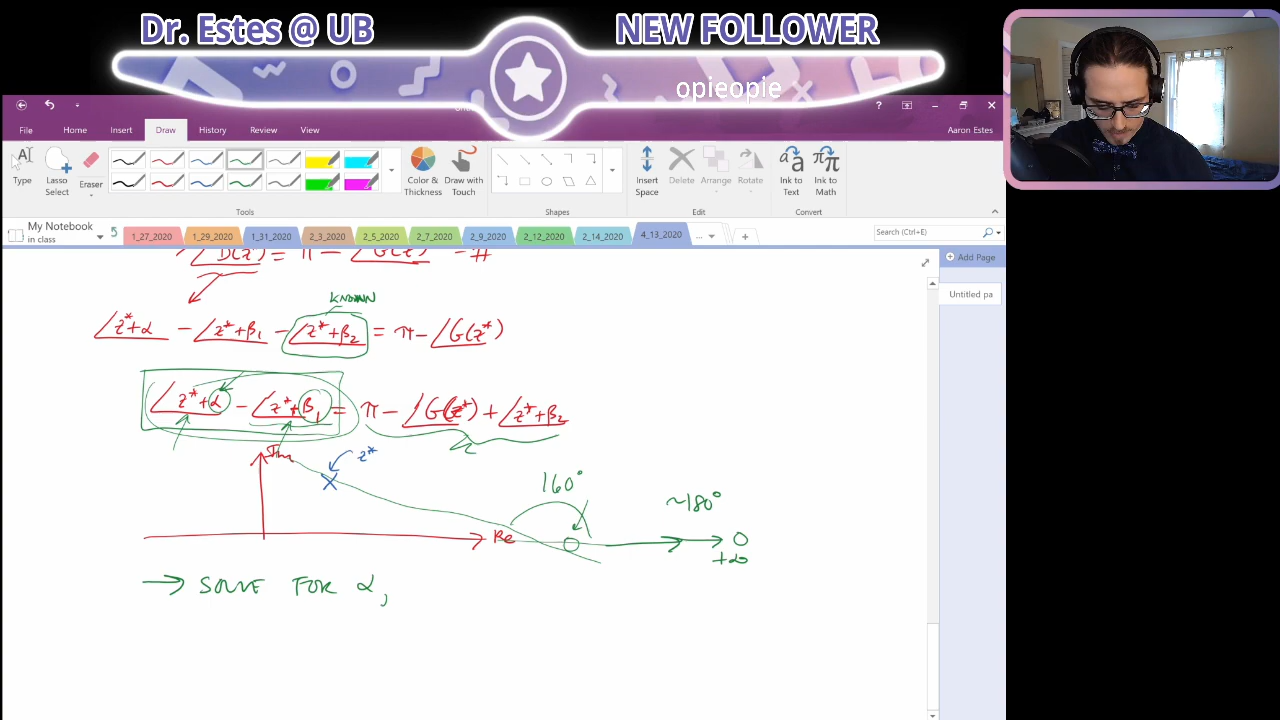 Dr. Estes @ UB
NEW FOLLOWER
opieopie
Aaron Estes
File Home Insert Draw History Review View
Type Lasso Select Eraser Color & Thickness Draw with Touch Insert Space Delete Arrange Rotate Ink to Text Ink to Math
Tools Shapes Edit Convert
My Notebook
in class
1_27_2020 1_29_2020 1_31_2020 2_3_2020 2_5_2020 2_7_2020 2_9_2020 2_12_2020 2_14_2020 4_13_2020 ...
Search (Ctrl+E)
Add Page
Untitled pa
KNOWN
∠z*+α − ∠z*+β₁ − ∠z*+β₂ = π − ∠G(z*)
∠z*+α − ∠z*+β₁ = π − ∠G(z*) + ∠z*+β₂
Im
z*
160°
~180°
Re
+∞
→ SOLVE FOR α,